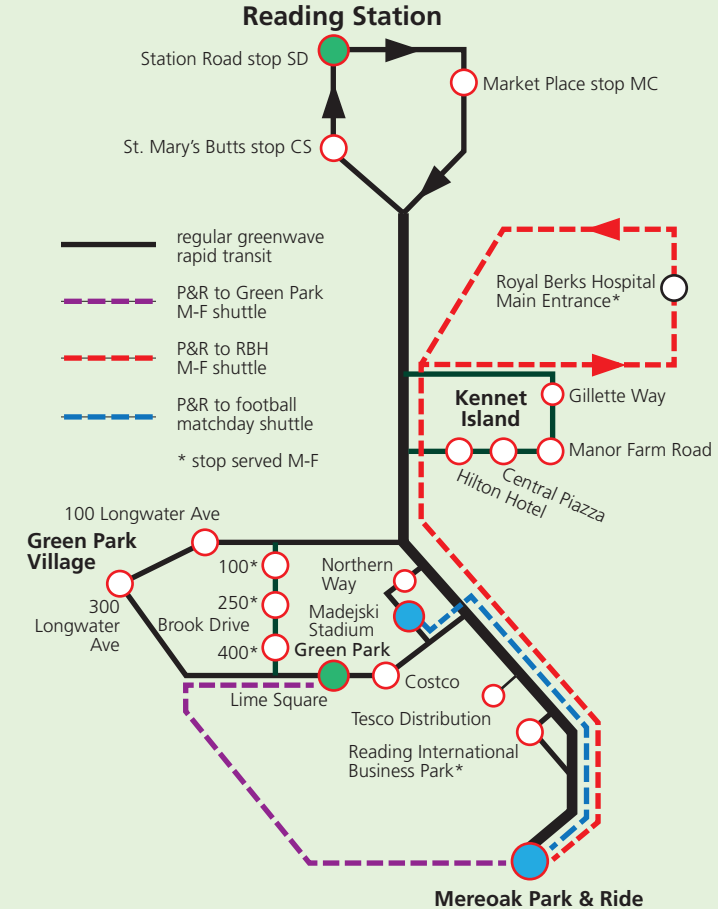 Reading Station
Station Road stop SD
Market Place stop MC
St. Mary's Butts stop CS
regular greenwave
rapid transit
P&R to Green Park
M-F shuttle
P&R to RBH
M-F shuttle
P&R to football
matchday shuttle
* stop served M-F
Royal Berks Hospital
Main Entrance*
Kennet
Island
Gillette Way
Manor Farm Road
Central Piazza
Hilton Hotel
100 Longwater Ave
Green Park
Village
300
Longwater
Ave
100*
250*
Brook Drive
400*
Northern
Way
Madejski
Stadium
Green Park
Lime Square
Costco
Tesco Distribution
Reading International
Business Park*
Mereoak Park & Ride